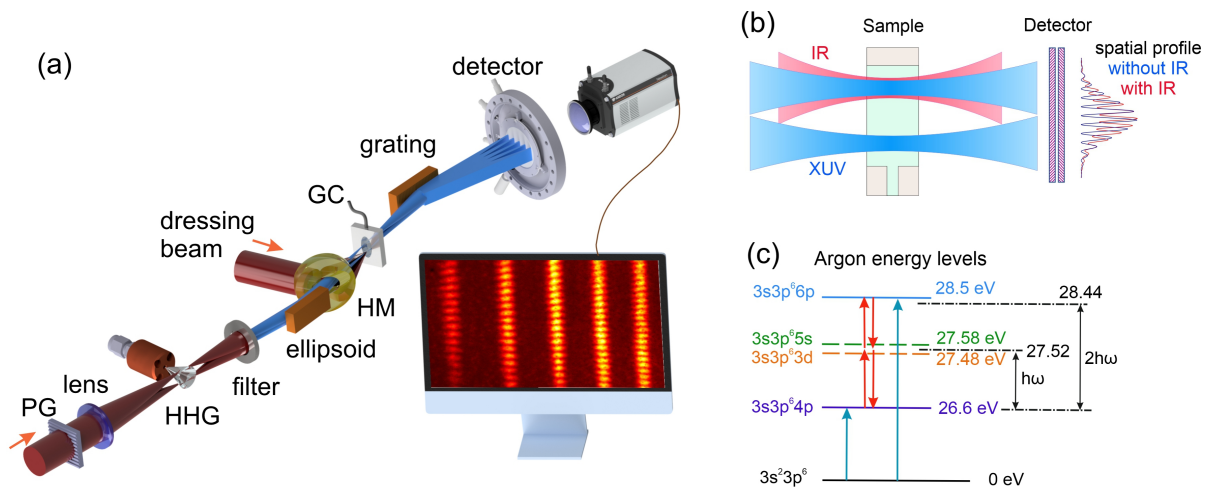 (a)
detector
grating
GC
dressing
beam
HM
ellipsoid
filter
HHG
lens
PG
(b)
Sample
Detector
IR
XUV
spatial profile
without IR
with IR
(c)
Argon energy levels
3s3p⁶6p
28.5 eV
28.44
3s3p⁶5s
27.58 eV
27.52
3s3p⁶3d
27.48 eV
2ħω
ħω
3s3p⁶4p
26.6 eV
3s²3p⁶
0 eV